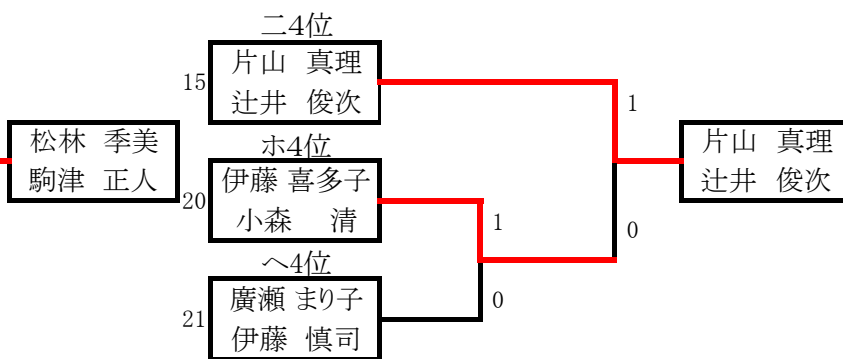 ニ4位
15
片山 真理
辻井 俊次
1
松林 季美
駒津 正人
ホ4位
20
伊藤 喜多子
小森 清
1
0
片山 真理
辻井 俊次
ヘ4位
21
廣瀬 まり子
伊藤 慎司
0